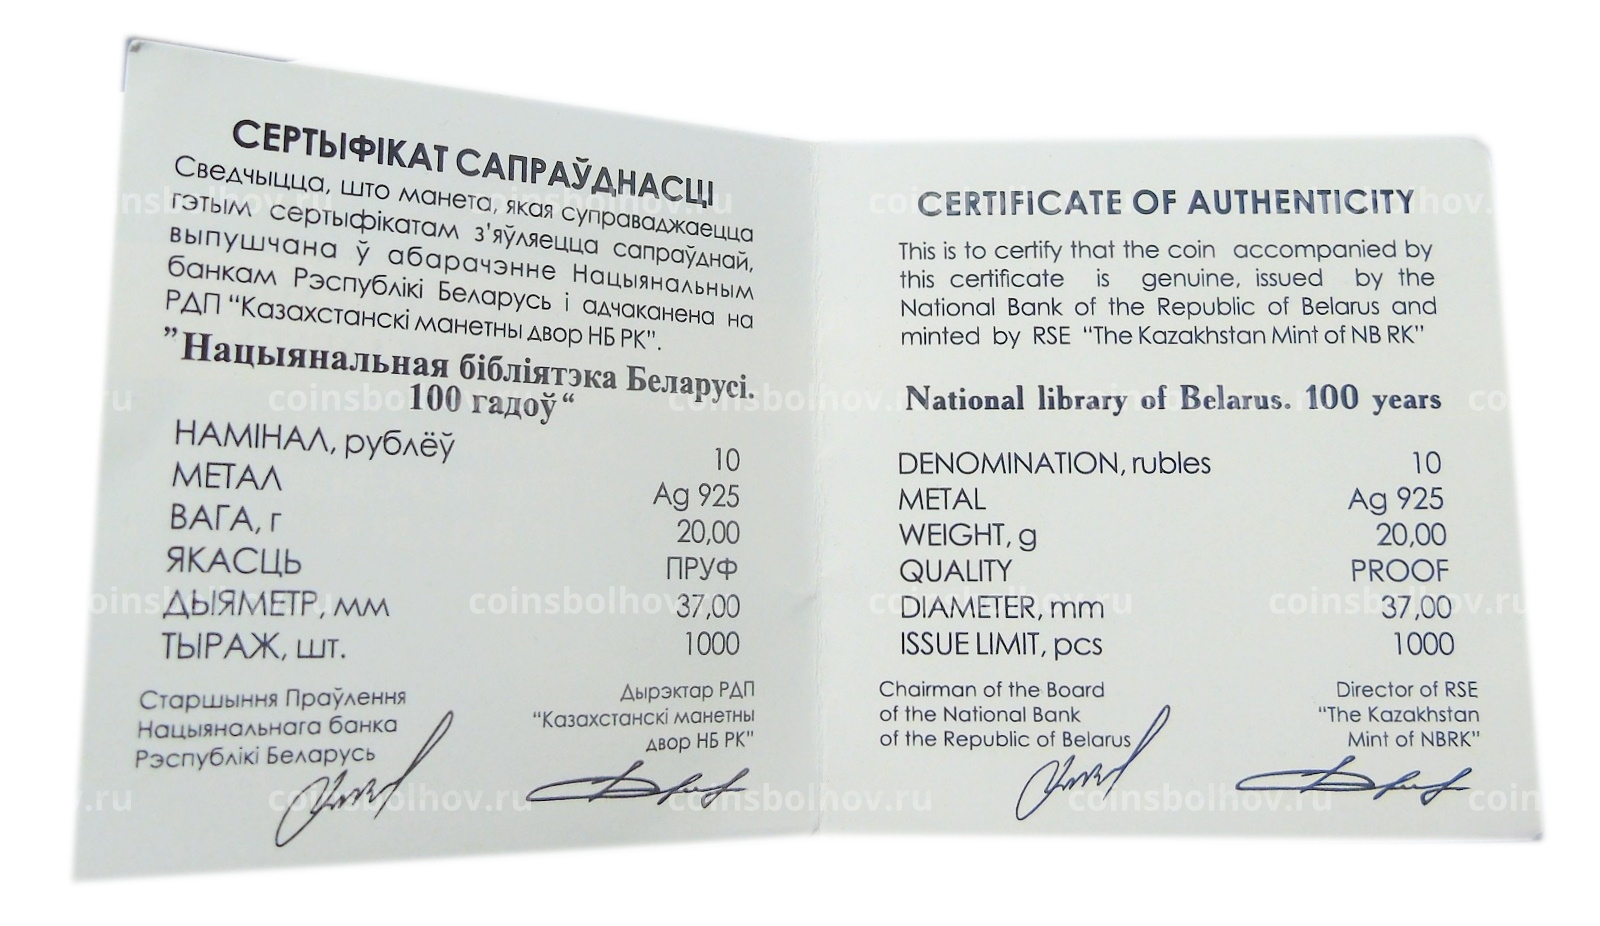 СЕРТЫФІКАТ САПРАЎДНАСЦІ
Сведчыцца, што манета, якая суправаджаецца
гэтым сертыфікатам з'яўляецца сапраўднай,
выпушчана ў абарачэнне Нацыянальным
банкам Рэспублікі Беларусь і адчаканена на
РДП "Казахстанскі манетны двор НБ РК".
"Нацыянальная бібліятэка Беларусі.
100 гадоў"
НАМІНАЛ, рублёў 10
МЕТАЛ Ag 925
ВАГА, г 20,00
ЯКАСЦЬ ПРУФ
ДЫЯМЕТР, мм 37,00
ТЫРАЖ, шт. 1000
Старшыння Праўлення
Нацыянальнага банка
Рэспублікі Беларусь
Дырэктар РДП
"Казахстанскі манетны
двор НБ РК"
CERTIFICATE OF AUTHENTICITY
This is to certify that the coin accompanied by
this certificate is genuine, issued by the
National Bank of the Republic of Belarus and
minted by RSE "The Kazakhstan Mint of NB RK"
National library of Belarus. 100 years
DENOMINATION, rubles 10
METAL Ag 925
WEIGHT, g 20,00
QUALITY PROOF
DIAMETER, mm 37,00
ISSUE LIMIT, pcs 1000
Chairman of the Board
of the National Bank
of the Republic of Belarus
Director of RSE
"The Kazakhstan
Mint of NBRK"
coinsbolhov.ru